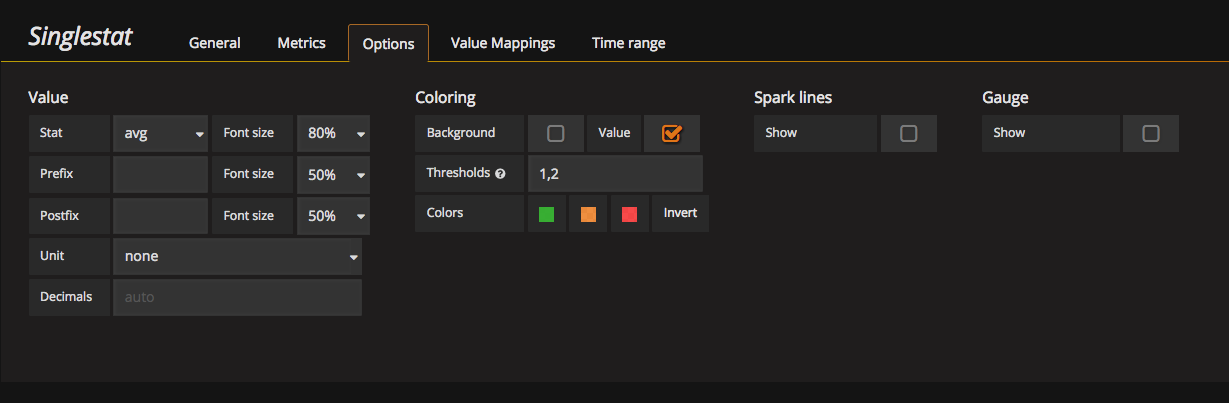 Singlestat General Metrics Options Value Mappings Time range
Value Coloring Spark lines Gauge
Stat avg Font size 80% Background Value Show Show
Prefix Font size 50% Thresholds 1,2
Postfix Font size 50% Colors Invert
Unit none
Decimals auto